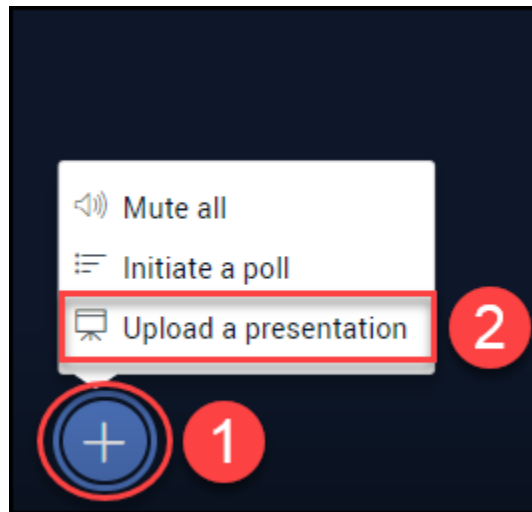 Mute all
Initiate a poll
Upload a presentation
2
1